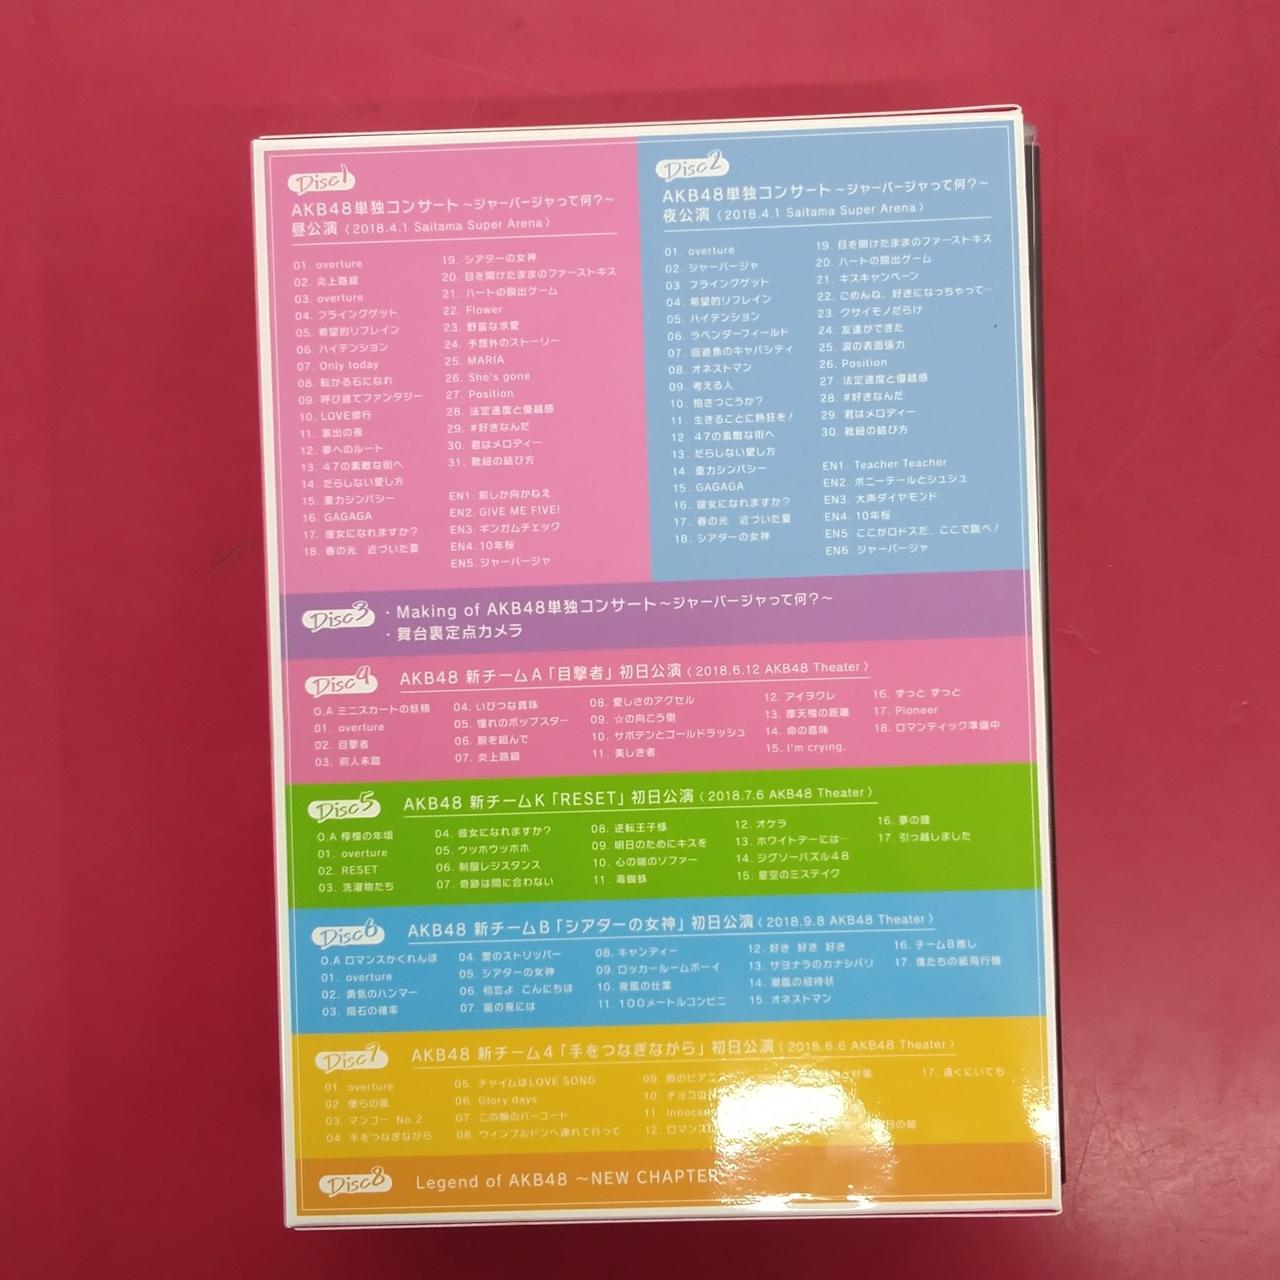 Disc1
AKB48単独コンサート ～ジャーバージャって何？～
昼公演（2018.4.1 Saitama Super Arena）
01. overture
02. 炎上路線
03. overture
04. フライングゲット
05. 希望的リフレイン
06. ハイテンション
07. Only today
08. 転がる石になれ
09. 呼び捨てファンタジー
10. LOVE修行
11. 家出の夜
12. 夢へのルート
13. 47の素敵な街へ
14. だらしない愛し方
15. 重力シンパシー
16. GAGAGA
17. 彼女になれますか？
18. 春の光 近づいた夏
19. シアターの女神
20. 目を開けたままのファーストキス
21. ハートの脱出ゲーム
22. Flower
23. 野蛮な求愛
24. 予想外のストーリー
25. MARIA
26. She's gone
27. Position
28. 法定速度と優越感
29. #好きなんだ
30. 君はメロディー
31. 靴紐の結び方
EN1. 前しか向かねえ
EN2. GIVE ME FIVE!
EN3. ギンガムチェック
EN4. 10年桜
EN5. ジャーバージャ
Disc2
AKB48単独コンサート ～ジャーバージャって何？～
夜公演（2018.4.1 Saitama Super Arena）
01. overture
02. ジャーバージャ
03. フライングゲット
04. 希望的リフレイン
05. ハイテンション
06. ラベンダーフィールド
07. 回遊魚のキャパシティ
08. オネストマン
09. 考える人
10. 抱きつこうか？
11. 生きることに熱狂を！
12. 47の素敵な街へ
13. だらしない愛し方
14. 重力シンパシー
15. GAGAGA
16. 彼女になれますか？
17. 春の光 近づいた夏
18. シアターの女神
19. 目を開けたままのファーストキス
20. ハートの脱出ゲーム
21. キスキャンペーン
22. ごめんね、好きになっちゃって…
23. クサイモノだらけ
24. 友達ができた
25. 涙の表面張力
26. Position
27. 法定速度と優越感
28. #好きなんだ
29. 君はメロディー
30. 靴紐の結び方
EN1. Teacher Teacher
EN2. ポニーテールとシュシュ
EN3. 大声ダイヤモンド
EN4. 10年桜
EN5. ここがロドスだ、ここで跳べ！
EN6. ジャーバージャ
Disc3
・Making of AKB48単独コンサート～ジャーバージャって何？～
・舞台裏定点カメラ
Disc4
AKB48 新チームA「目撃者」初日公演（2018.6.12 AKB48 Theater）
O.A ミニスカートの妖精
01. overture
02. 目撃者
03. 前人未踏
04. いびつな真珠
05. 憧れのポップスター
06. 腕を組んで
07. 炎上路線
08. 愛しさのアクセル
09. ☆の向こう側
10. サボテンとゴールドラッシュ
11. 美しき者
12. アイヲクレ
13. 摩天楼の距離
14. 命の意味
15. I'm crying.
16. ずっと ずっと
17. Pioneer
18. ロマンティック準備中
Disc5
AKB48 新チームK「RESET」初日公演（2018.7.6 AKB48 Theater）
O.A 檸檬の年頃
01. overture
02. RESET
03. 洗濯物たち
04. 彼女になれますか？
05. ウッホウッホホ
06. 制服レジスタンス
07. 奇跡は間に合わない
08. 逆転王子様
09. 明日のためにキスを
10. 心の端のソファー
11. 毒蜘蛛
12. オケラ
13. ホワイトデーには…
14. ジグソーパズル48
15. 星空のミステイク
16. 夢の鐘
17. 引っ越しました
Disc6
AKB48 新チームB「シアターの女神」初日公演（2018.9.8 AKB48 Theater）
O.A ロマンスかくれんぼ
01. overture
02. 勇気のハンマー
03. 隕石の確率
04. 愛のストリッパー
05. シアターの女神
06. 初恋よ こんにちは
07. 嵐の夜には
08. キャンディー
09. ロッカールームボーイ
10. 夜風の仕業
11. 100メートルコンビニ
12. 好き 好き 好き
13. サヨナラのカナシバリ
14. 潮風の招待状
15. オネストマン
16. チームB推し
17. 僕たちの紙飛行機
Disc7
AKB48 新チーム4「手をつなぎながら」初日公演（2018.6.6 AKB48 Theater）
01. overture
02. 僕らの風
03. マンゴー No.2
04 手をつなぎながら
05. チャイムはLOVE SONG
06. Glory days
07. この胸のバーコード
08. ウィンブルドンへ連れて行って
09. 雨のピアニス
10. チョコの
11. Innocen
12. ロマンス
対策
日の朝
17. 遠くにいても
Disc8
Legend of AKB48 ～NEW CHAPTER